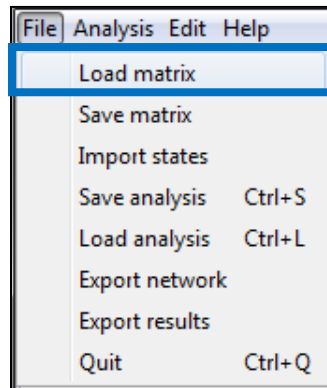 File Analysis Edit Help
Load matrix
Save matrix
Import states
Save analysis Ctrl+S
Load analysis Ctrl+L
Export network
Export results
Quit Ctrl+Q